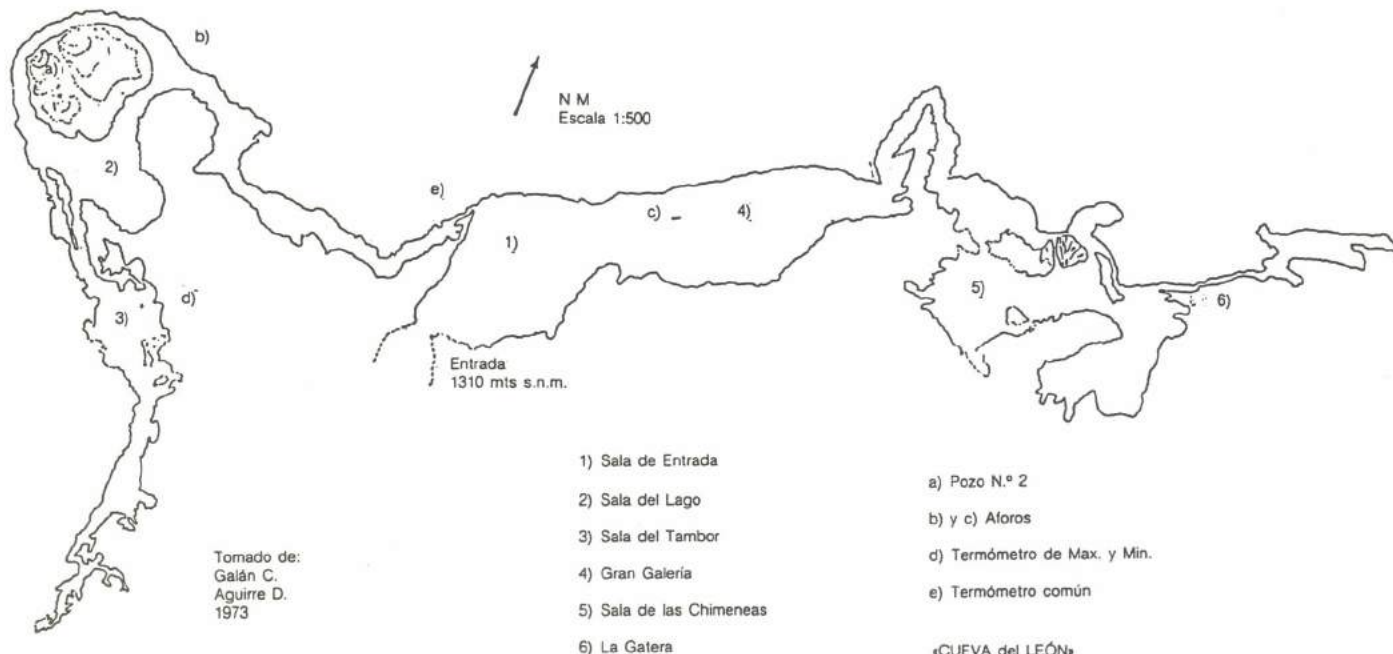 b)
a)
N M
Escala 1:500
2)
e)
c)
4)
1)
5)
d)
3)
6)
Entrada
1310 mts s.n.m.
Tomado de:
Galán C.
Aguirre D.
1973
1) Sala de Entrada
2) Sala del Lago
3) Sala del Tambor
4) Gran Galería
5) Sala de las Chimeneas
6) La Gatera
a) Pozo N.º 2
b) y c) Aforos
d) Termómetro de Max. y Min.
e) Termómetro común
«CUEVA del LEÓN»